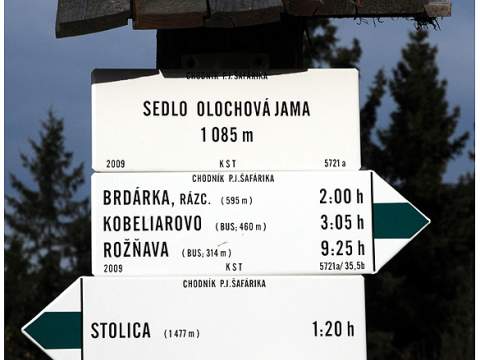 CHODNÍK P.J.ŠAFÁRIKA
SEDLO OLOCHOVÁ JAMA
1 085 m
2009 KST 5721 a
CHODNÍK P.J.ŠAFÁRIKA
BRDÁRKA, RÁZC. (595 m) 2:00 h
KOBELIAROVO (BUS; 460 m) 3:05 h
ROŽŇAVA (BUS; 314 m) 9:25 h
2009 KST 5721a/ 35,5b
CHODNÍK P.J.ŠAFÁRIKA
STOLICA (1 477 m) 1:20 h